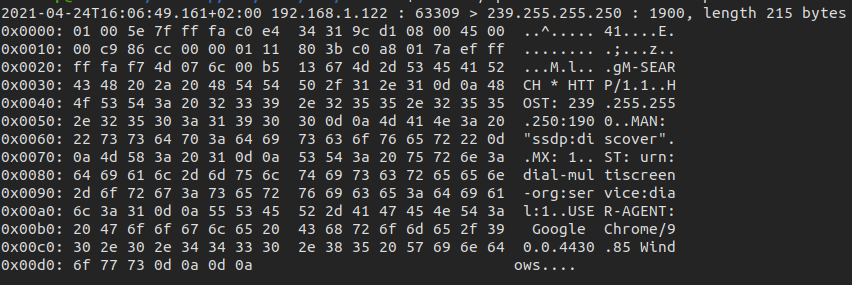 2021-04-24T16:06:49.161+02:00 192.168.1.122 : 63309 > 239.255.255.250 : 1900, length 215 bytes
0x0000: 01 00 5e 7f ff fa c0 e4  34 31 9c d1 08 00 45 00  ..^..... 41....E.
0x0010: 00 c9 86 cc 00 00 01 11  80 3b c0 a8 01 7a ef ff  ........ .;...z..
0x0020: ff fa f7 4d 07 6c 00 b5  13 67 4d 2d 53 45 41 52  ...M.l.. .gM-SEAR
0x0030: 43 48 20 2a 20 48 54 54  50 2f 31 2e 31 0d 0a 48  CH * HTT P/1.1..H
0x0040: 4f 53 54 3a 20 32 33 39  2e 32 35 35 2e 32 35 35  OST: 239 .255.255
0x0050: 2e 32 35 30 3a 31 39 30  30 0d 0a 4d 41 4e 3a 20  .250:190 0..MAN: 
0x0060: 22 73 73 64 70 3a 64 69  73 63 6f 76 65 72 22 0d  "ssdp:di scover".
0x0070: 0a 4d 58 3a 20 31 0d 0a  53 54 3a 20 75 72 6e 3a  .MX: 1.. ST: urn:
0x0080: 64 69 61 6c 2d 6d 75 6c  74 69 73 63 72 65 65 6e  dial-mul tiscreen
0x0090: 2d 6f 72 67 3a 73 65 72  76 69 63 65 3a 64 69 61  -org:ser vice:dia
0x00a0: 6c 3a 31 0d 0a 55 53 45  52 2d 41 47 45 4e 54 3a  l:1..USE R-AGENT:
0x00b0: 20 47 6f 6f 67 6c 65 20  43 68 72 6f 6d 65 2f 39   Google  Chrome/9
0x00c0: 30 2e 30 2e 34 34 33 30  2e 38 35 20 57 69 6e 64  0.0.4430 .85 Wind
0x00d0: 6f 77 73 0d 0a 0d 0a  ows....